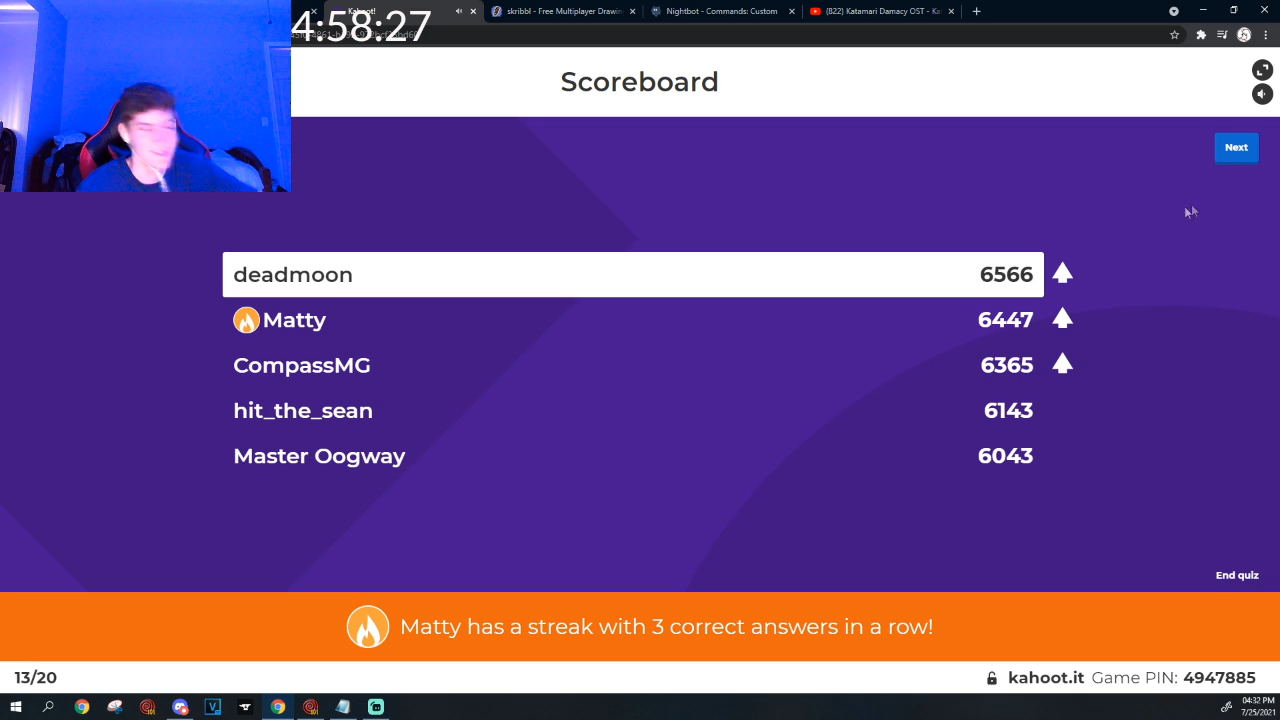 Kahoot!
skribbl - Free Multiplayer Drawin
Nightbot - Commands: Custom
(822) Katamari Damacy OST - Ka
4:58:27
Scoreboard
Next
deadmoon 6566
Matty 6447
CompassMG 6365
hit_the_sean 6143
Master Oogway 6043
End quiz
Matty has a streak with 3 correct answers in a row!
13/20
kahoot.it Game PIN: 4947885
04:32 PM
7/25/2021